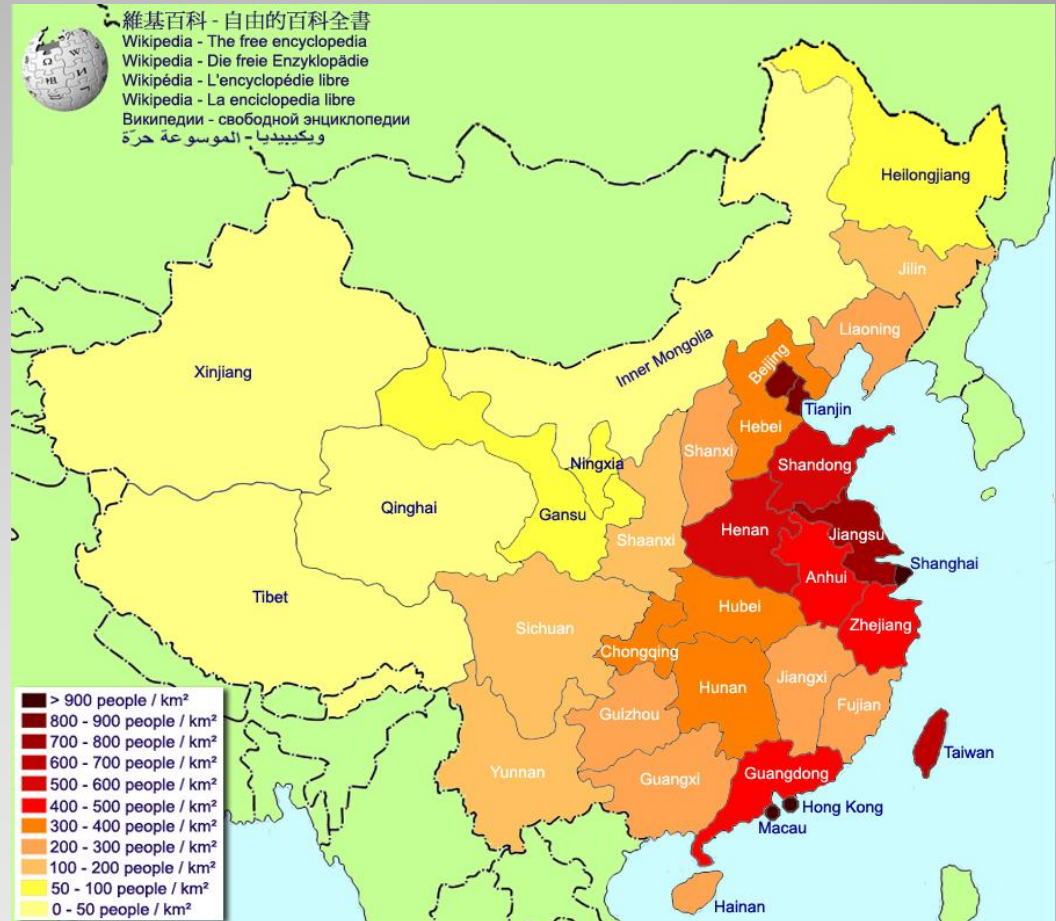 維基百科 - 自由的百科全書
Wikipedia - The free encyclopedia
Wikipedia - Die freie Enzyklopädie
Wikipédia - L'encyclopédie libre
Wikipedia - La enciclopedia libre
Википедии - свободной энциклопедии
ويكيبيديا - الموسوعة حرّة
Heilongjiang
Jilin
Liaoning
Inner Mongolia
Beijing
Xinjiang
Tianjin
Hebei
Shanxi
Ningxia
Shandong
Qinghai
Gansu
Henan
Jiangsu
Shaanxi
Shanghai
Anhui
Tibet
Hubei
Sichuan
Zhejiang
Chongqing
Jiangxi
Hunan
Fujian
Guizhou
Taiwan
Yunnan
Guangxi
Guangdong
Hong Kong
Macau
Hainan
> 900 people / km²
800 - 900 people / km²
700 - 800 people / km²
600 - 700 people / km²
500 - 600 people / km²
400 - 500 people / km²
300 - 400 people / km²
200 - 300 people / km²
100 - 200 people / km²
50 - 100 people / km²
0 - 50 people / km²